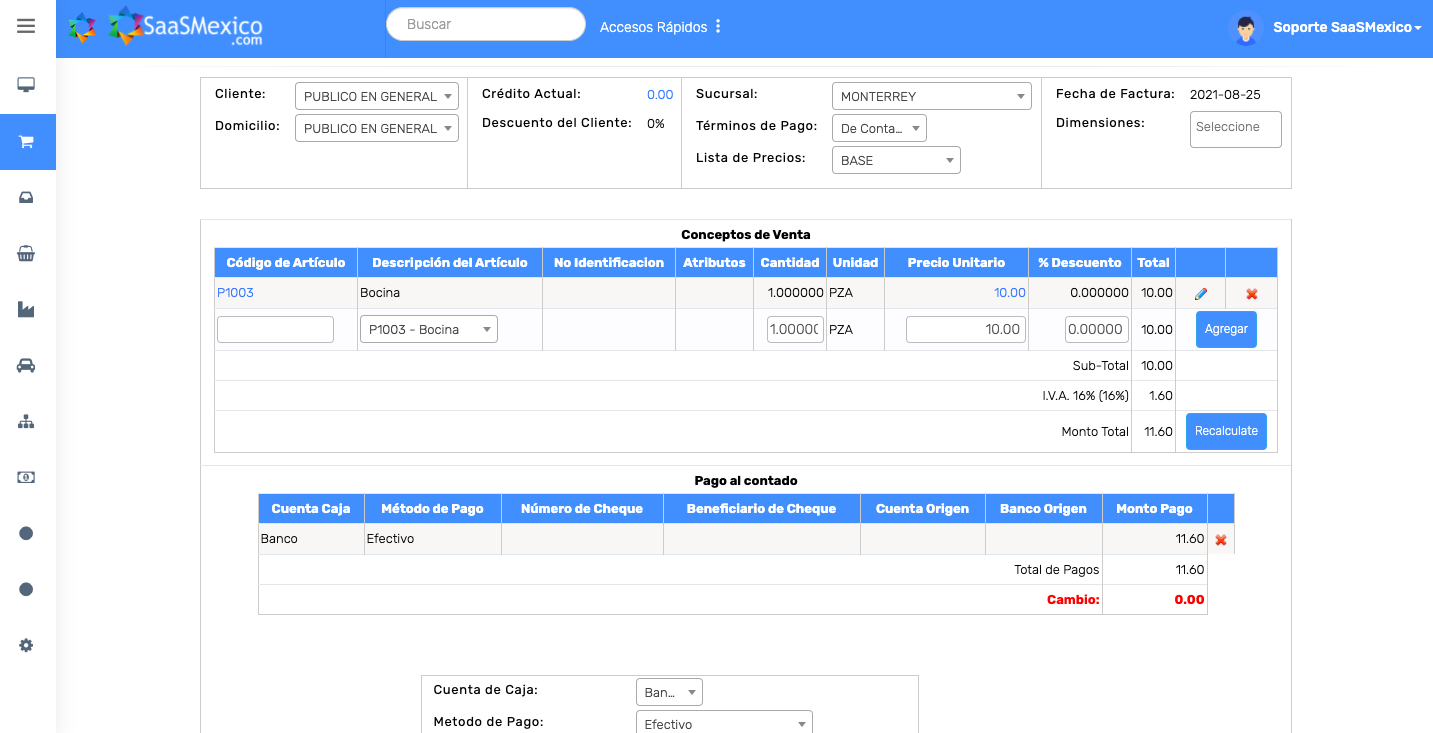 SaaSMexico
.com
Buscar
Accesos Rápidos
Soporte SaaSMexico
Cliente: PUBLICO EN GENERAL
Domicilio: PUBLICO EN GENERAL
Crédito Actual: 0.00
Descuento del Cliente: 0%
Sucursal: MONTERREY
Términos de Pago: De Conta...
Lista de Precios: BASE
Fecha de Factura: 2021-08-25
Dimensiones: Seleccione
Conceptos de Venta
Código de Artículo Descripción del Artículo No Identificacion Atributos Cantidad Unidad Precio Unitario % Descuento Total
P1003 Bocina 1.000000 PZA 10.00 0.000000 10.00
P1003 - Bocina 1.00000 PZA 10.00 0.00000 10.00 Agregar
Sub-Total 10.00
I.V.A. 16% (16%) 1.60
Monto Total 11.60 Recalculate
Pago al contado
Cuenta Caja Método de Pago Número de Cheque Beneficiario de Cheque Cuenta Origen Banco Origen Monto Pago
Banco Efectivo 11.60
Total de Pagos 11.60
Cambio: 0.00
Cuenta de Caja: Ban...
Metodo de Pago: Efectivo